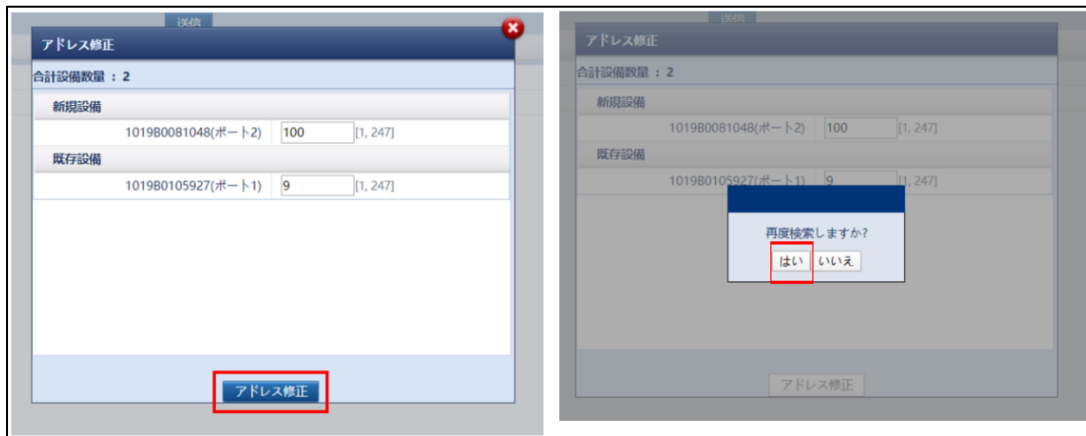 送信
アドレス修正
合計設備数量 : 2
新規設備
1019B0081048(ポート2) 100 [1, 247]
既存設備
1019B0105927(ポート1) 9 [1, 247]
アドレス修正
送信
アドレス修正
合計設備数量 : 2
新規設備
1019B0081048(ポート2) 100 [1, 247]
既存設備
1019B0105927(ポート1) 9 [1, 247]
再度検索しますか?
はい いいえ
アドレス修正